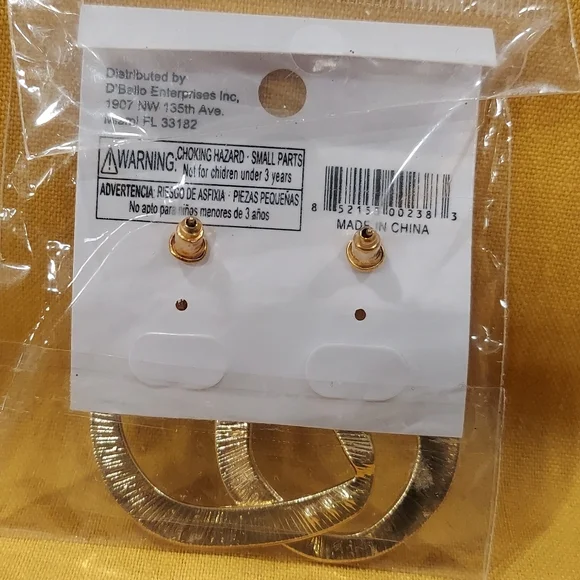 Distributed by
D'Bello Enterprises Inc,
1907 NW 135th Ave.
Miami FL 33182
WARNING: CHOKING HAZARD - SMALL PARTS
Not for chidren under 3 years
ADVERTENCIA: RIESGO DE ASFIXIA - PIEZAS PEQUEÑAS
No apto para niños menores de 3 años
MADE IN CHINA